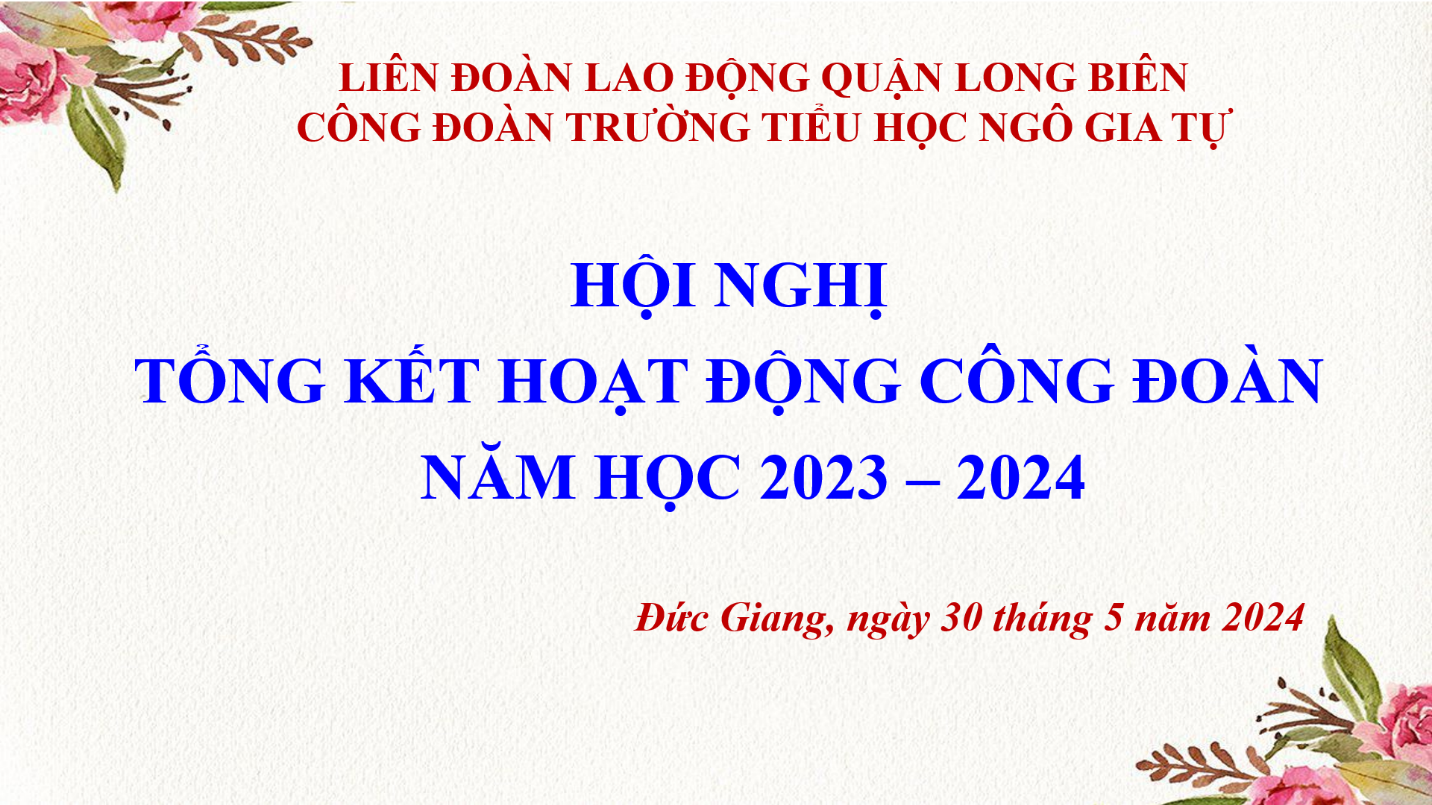 LIÊN ĐOÀN LAO ĐỘNG QUẬN LONG BIÊN
CÔNG ĐOÀN TRƯỜNG TIỂU HỌC NGÔ GIA TỰ
HỘI NGHỊ
TỔNG KẾT HOẠT ĐỘNG CÔNG ĐOÀN
NĂM HỌC 2023 – 2024
Đức Giang, ngày 30 tháng 5 năm 2024